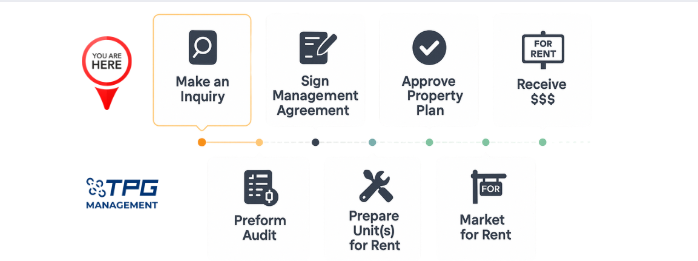 YOU ARE
HERE
Make an
Inquiry
Sign
Management
Agreement
Approve
Property
Plan
FOR
RENT
Receive
$$$
TPG
MANAGEMENT
Preform
Audit
Prepare
Unit(s)
for Rent
FOR
Market
for Rent